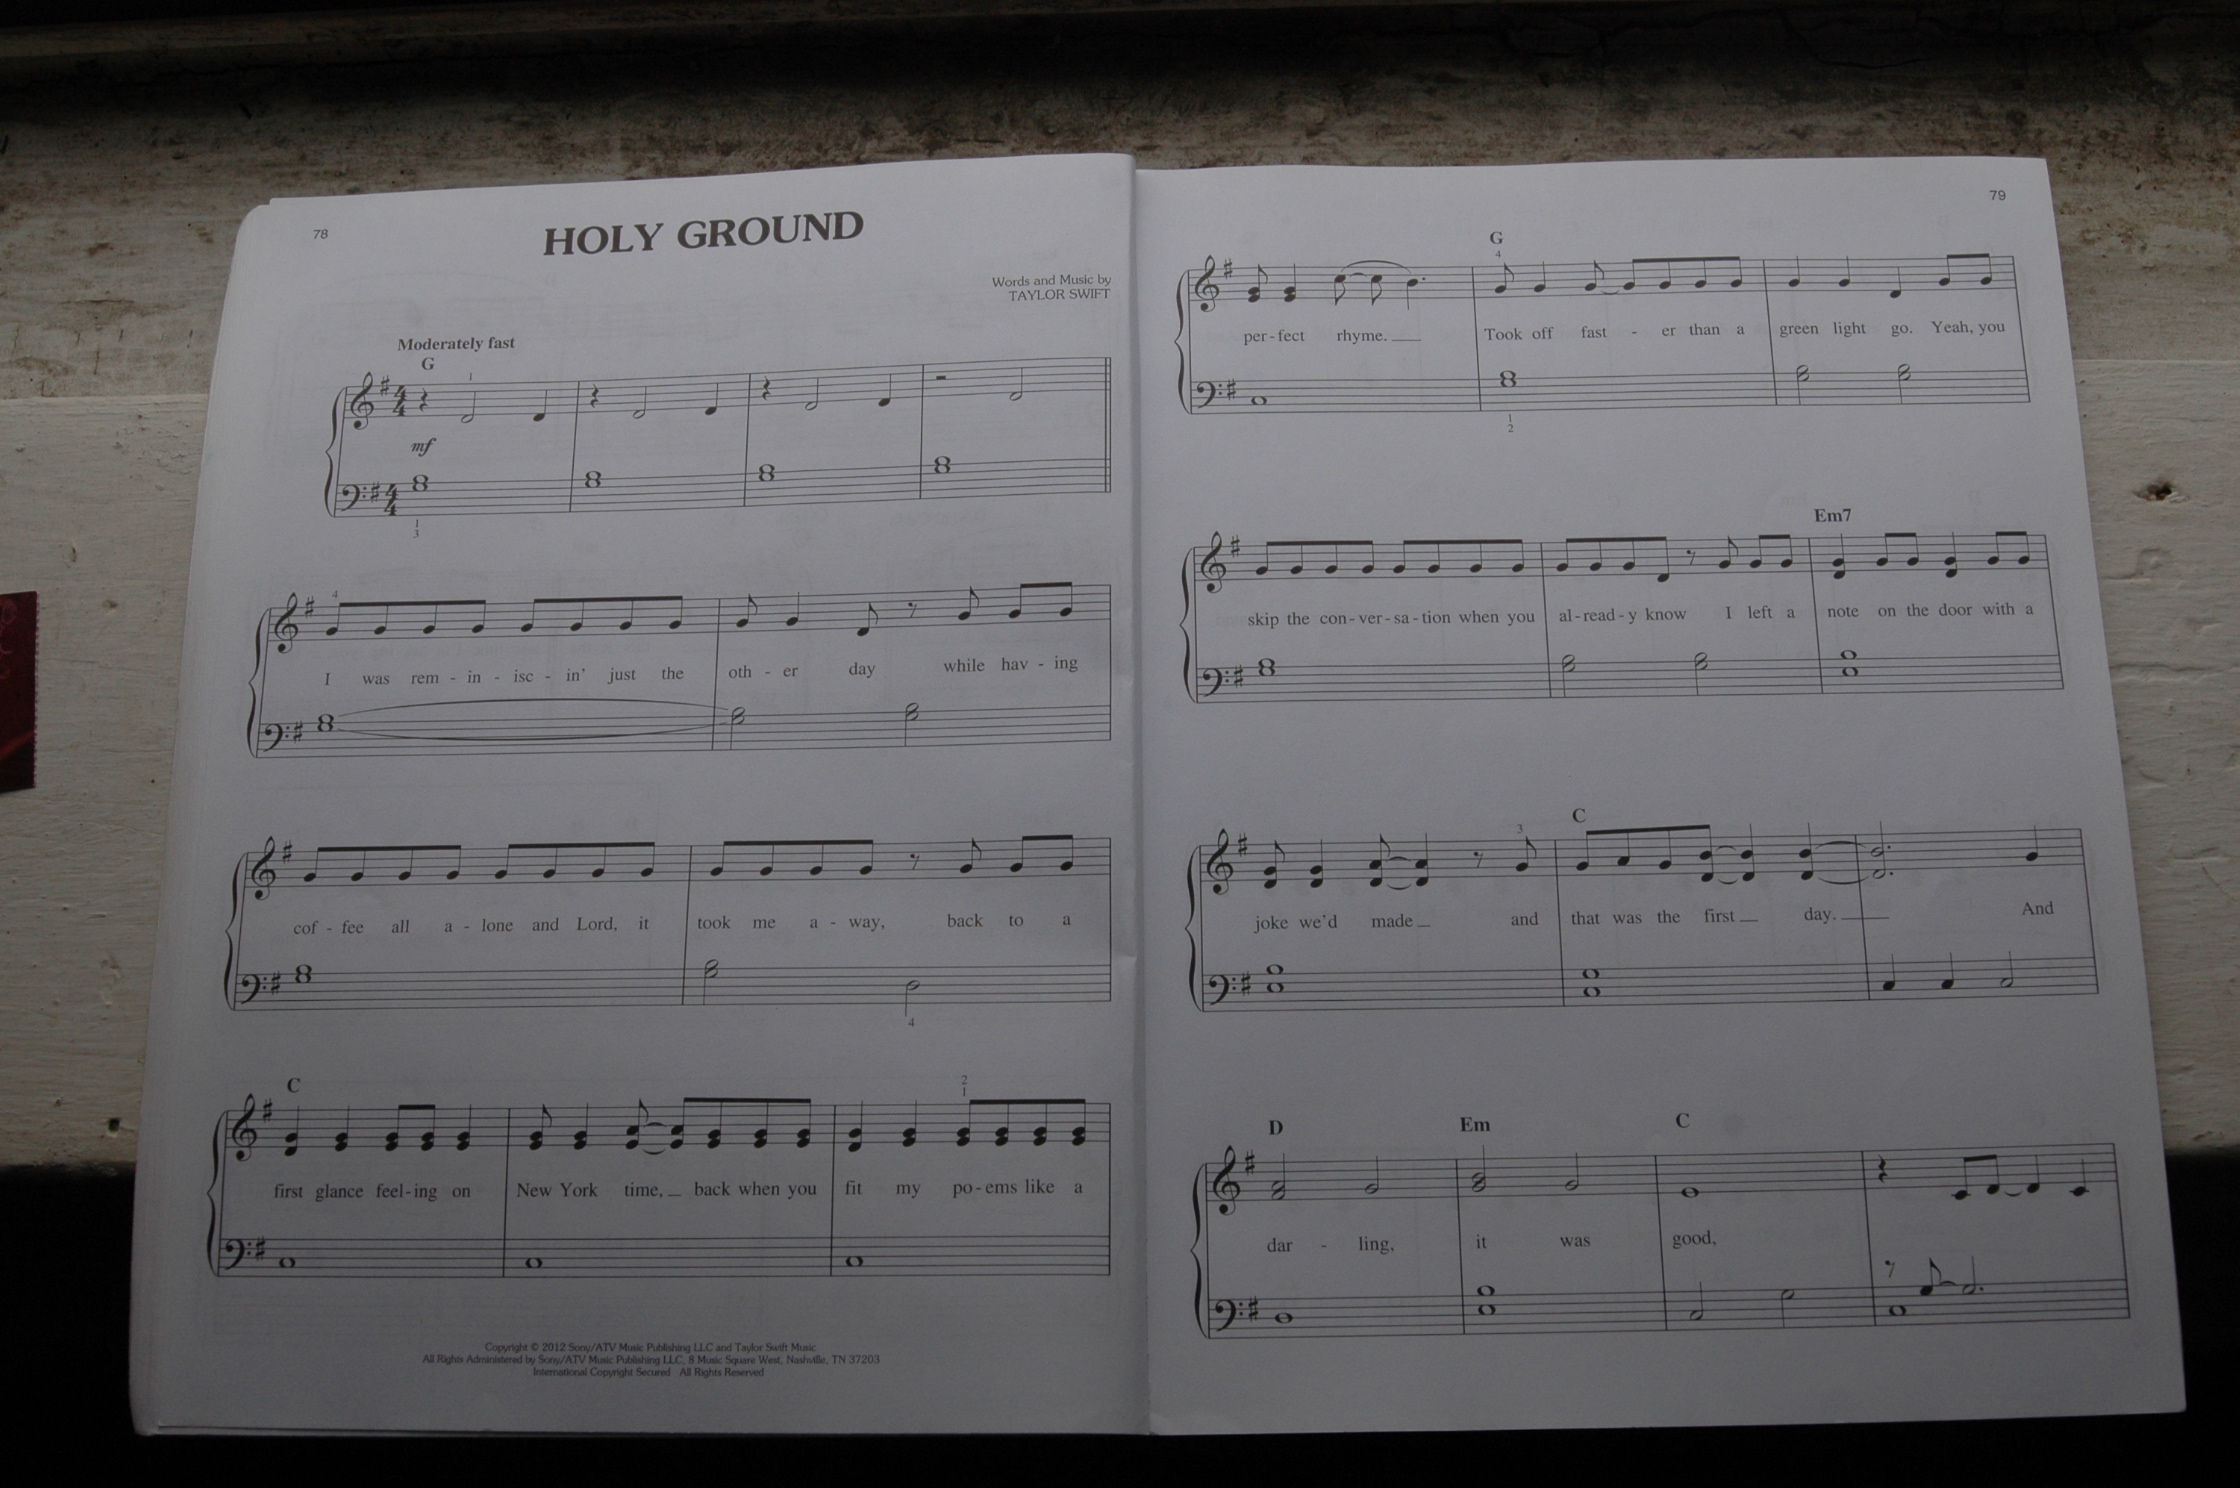 78
HOLY GROUND
Words and Music by
TAYLOR SWIFT
Moderately fast
G
1
4
4
mf
4
4
1
3
4
I was rem - in - isc - in' just the oth - er day while hav - ing
cof - fee all a - lone and Lord, it took me a - way, back to a
4
C
2
1
first glance feel - ing on New York time, back when you fit my po - ems like a
Copyright © 2012 Sony/ATV Music Publishing LLC and Taylor Swift Music
All Rights Administered by Sony/ATV Music Publishing LLC, 8 Music Square West, Nashville, TN 37203
International Copyright Secured All Rights Reserved
79
G
4
per - fect rhyme. Took off fast - er than a green light go. Yeah, you
1
2
Em7
skip the con - ver - sa - tion when you al - read - y know I left a note on the door with a
3
C
joke we'd made and that was the first day. And
D Em C
dar - ling, it was good,